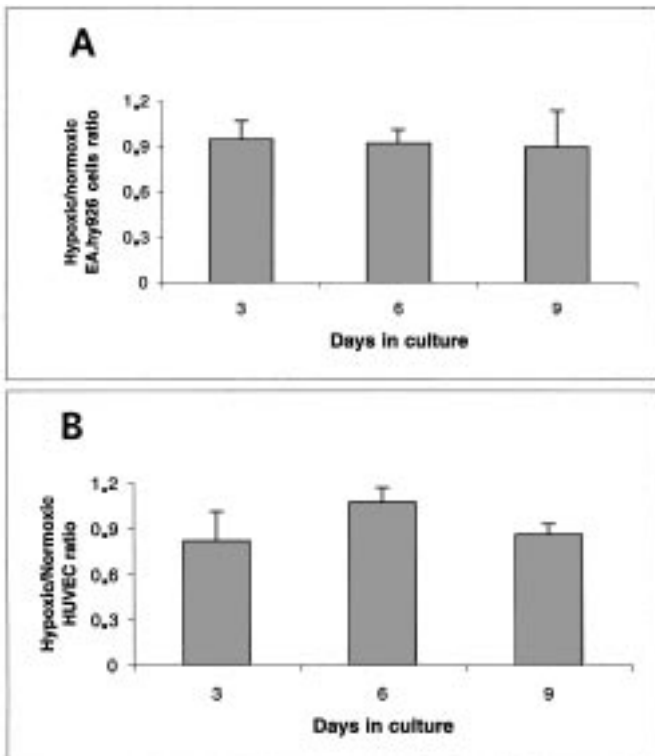 A
Hypoxic/normoxic
EA.hy926 cells ratio
1.2
0.9
0.6
0.3
0
3 6 9
Days in culture
B
Hypoxic/Normoxic
HUVEC ratio
1.2
0.9
0.6
0.3
0
3 6 9
Days in culture